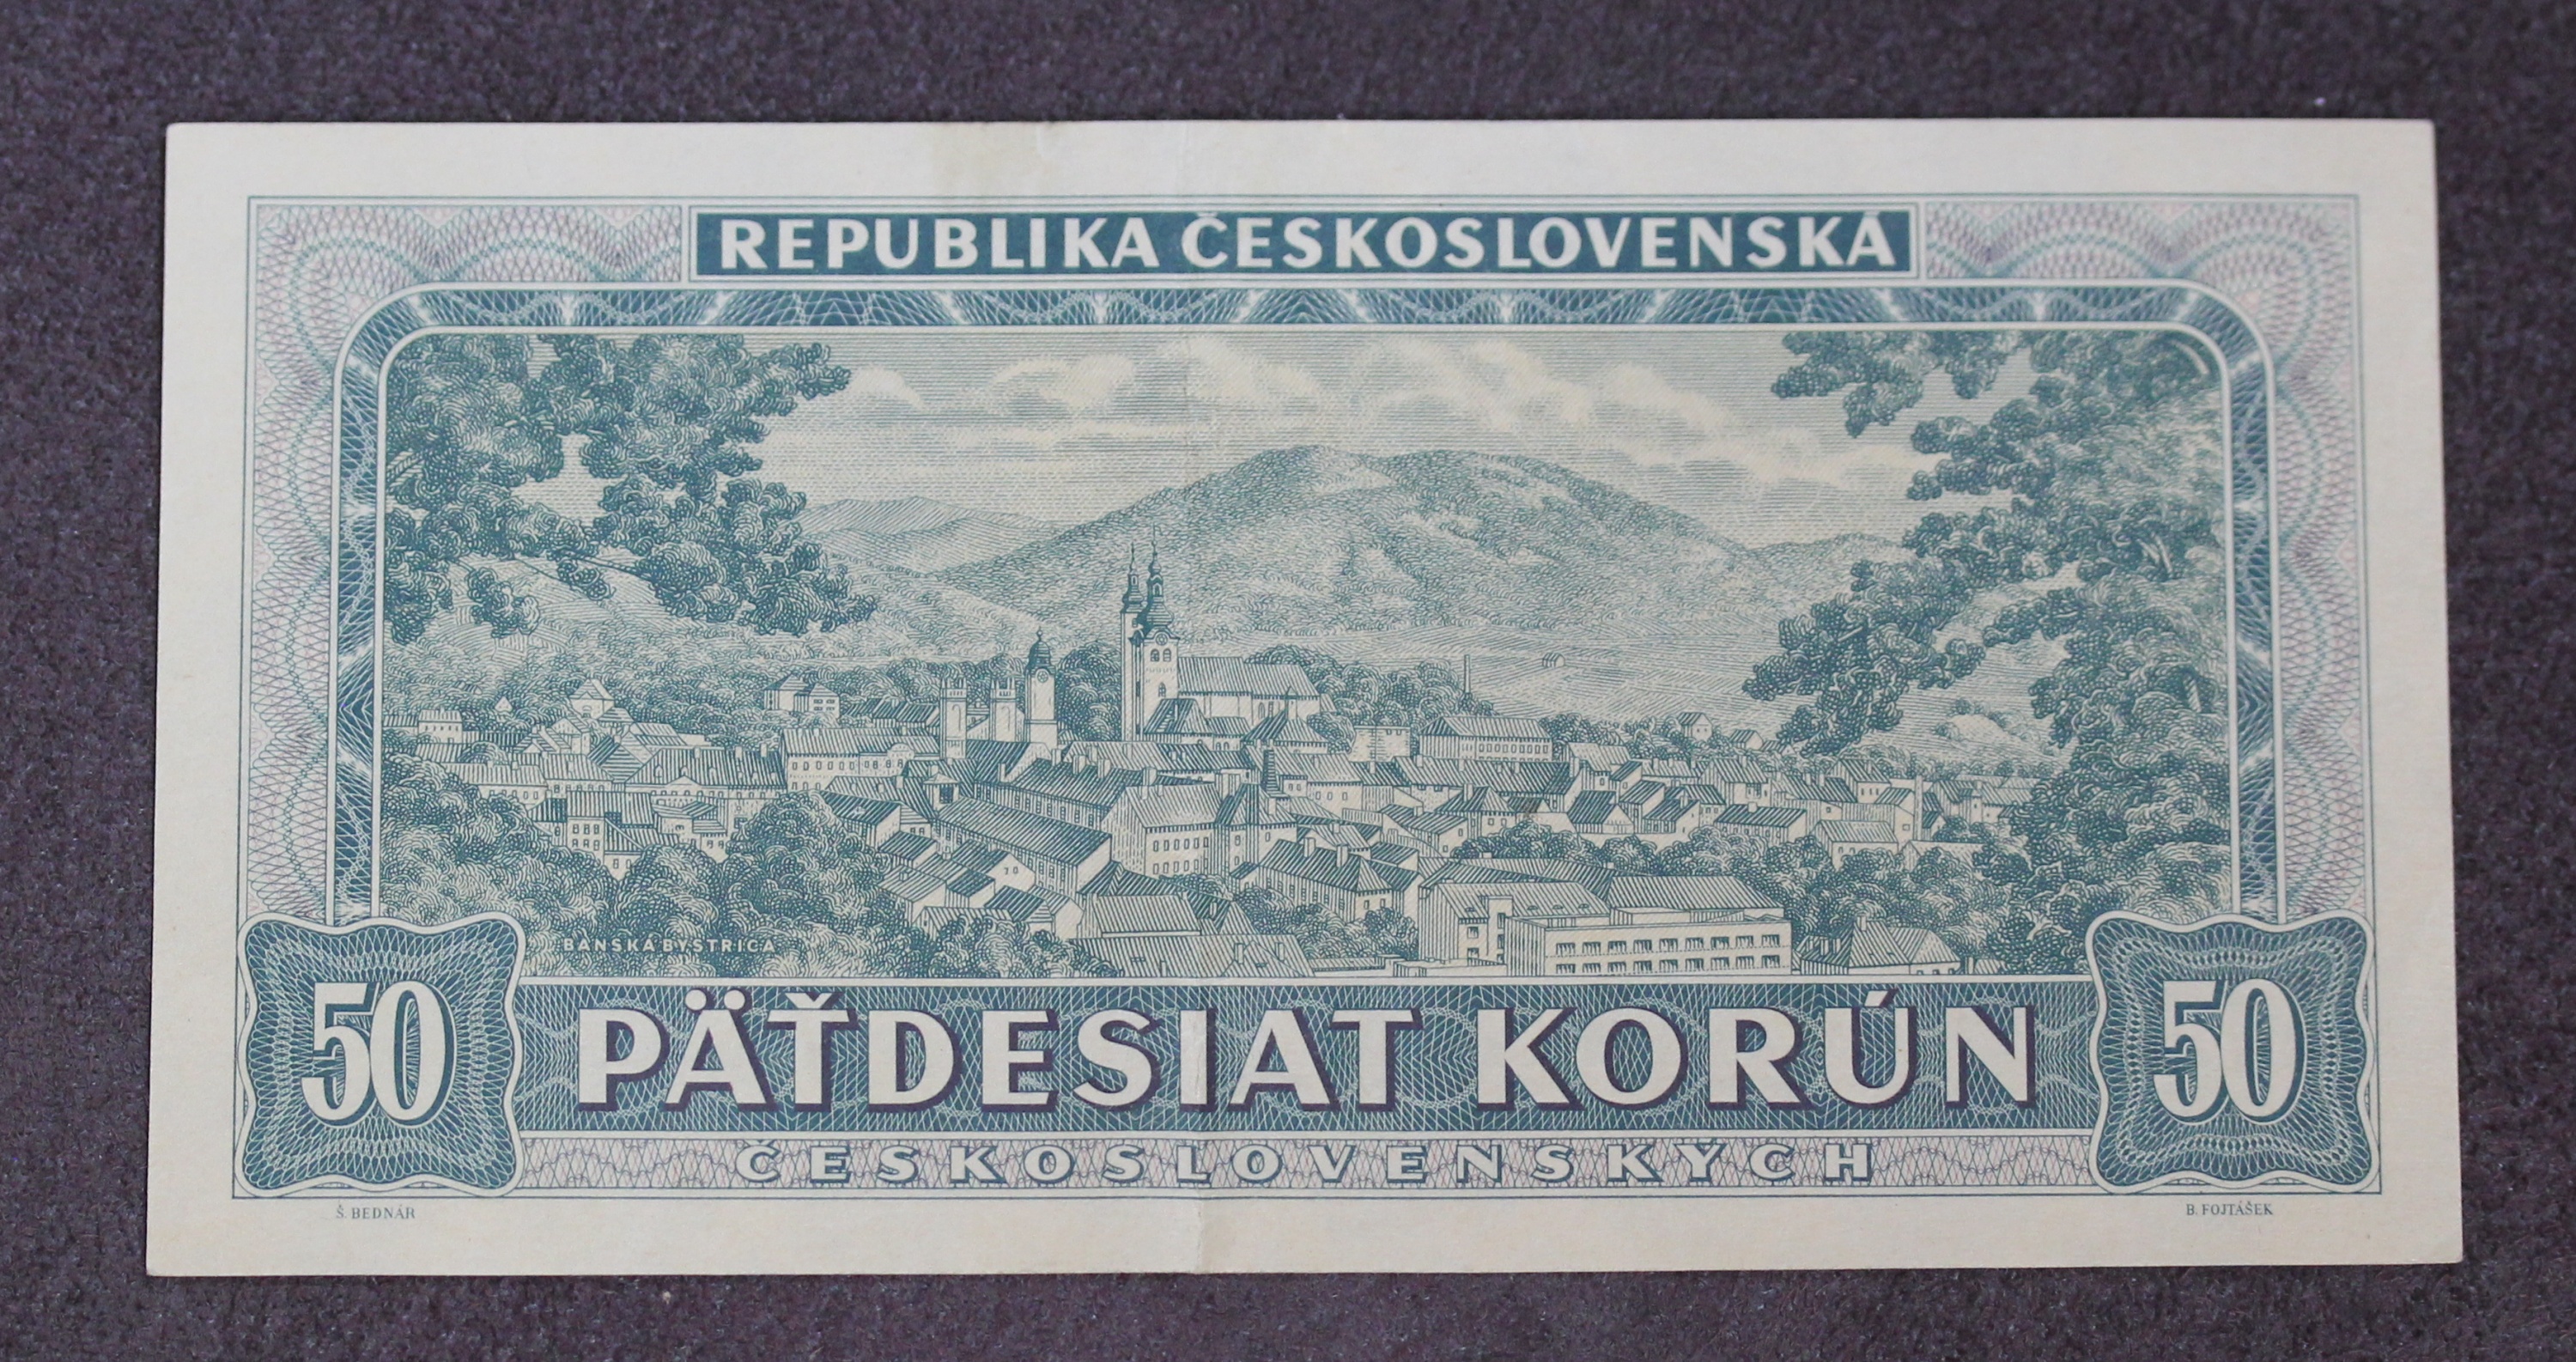 REPUBLIKA ČESKOSLOVENSKÁ
BANSKÁ BYSTRICA
50 PÄŤDESIAT KORÚN 50
ČESKOSLOVENSKÝCH
Š. BEDNÁR B. FOJTÁŠEK